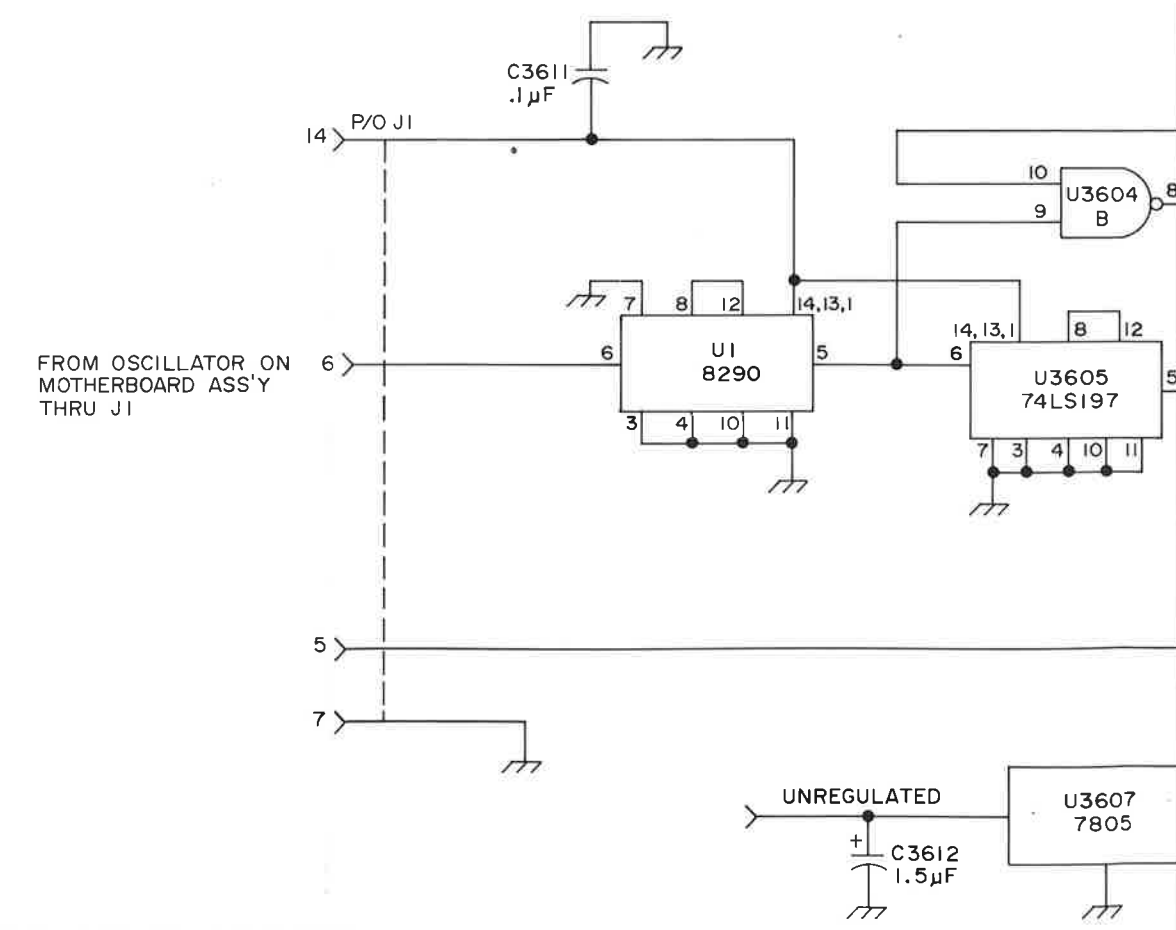 C3611
.1µF
14 P/O J1
10
U3604
B
8
9
7 8 12 14,13,1
14,13,1 8 12
FROM OSCILLATOR ON
MOTHERBOARD ASS'Y
THRU J1
6
6 U1
8290
5
6 U3605
74LS197
5
3 4 10 11
7 3 4 10 11
5
7
UNREGULATED
U3607
7805
+
C3612
1.5µF